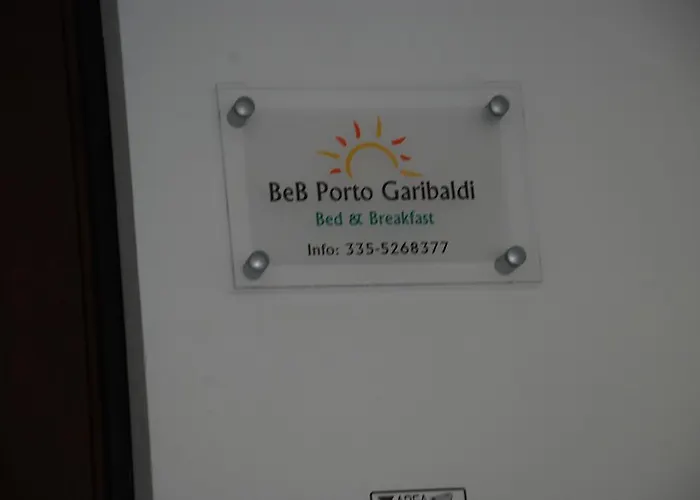 BeB Porto Garibaldi
Bed & Breakfast
Info: 335-5268377